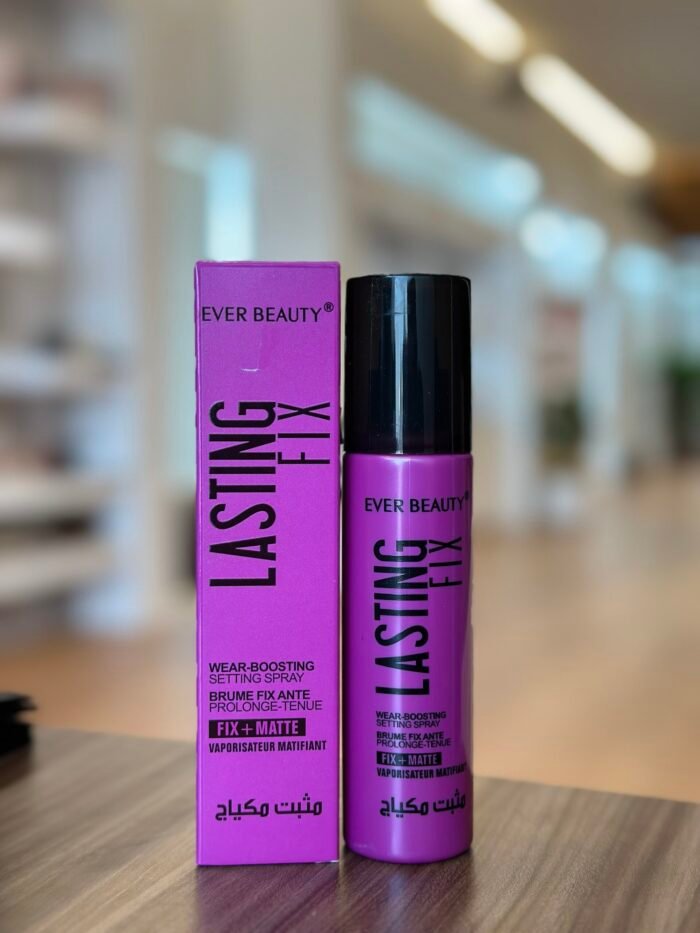 EVER BEAUTY®
LASTING
FIX
WEAR-BOOSTING
SETTING SPRAY
BRUME FIX ANTE
PROLONGE-TENUE
FIX+MATTE
VAPORISATEUR MATIFIANT
مثبت مكياج
EVER BEAUTY®
LASTING
FIX
WEAR-BOOSTING
SETTING SPRAY
BRUME FIX ANTE
PROLONGE-TENUE
FIX+MATTE
VAPORISATEUR MATIFIANT
مثبت مكياج